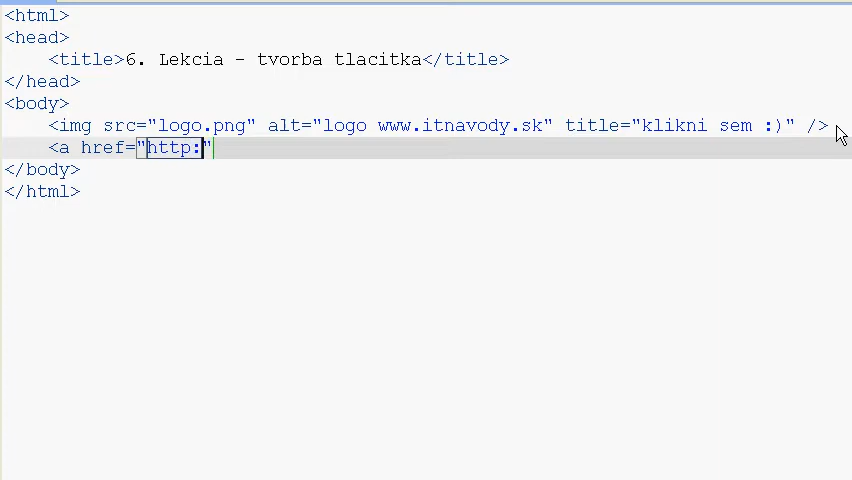 <html>
<head>
<title>6. Lekcia - tvorba tlacitka</title>
</head>
<body>
<img src="logo.png" alt="logo www.itnavody.sk" title="klikni sem :)" />
<a href="http:"
</body>
</html>